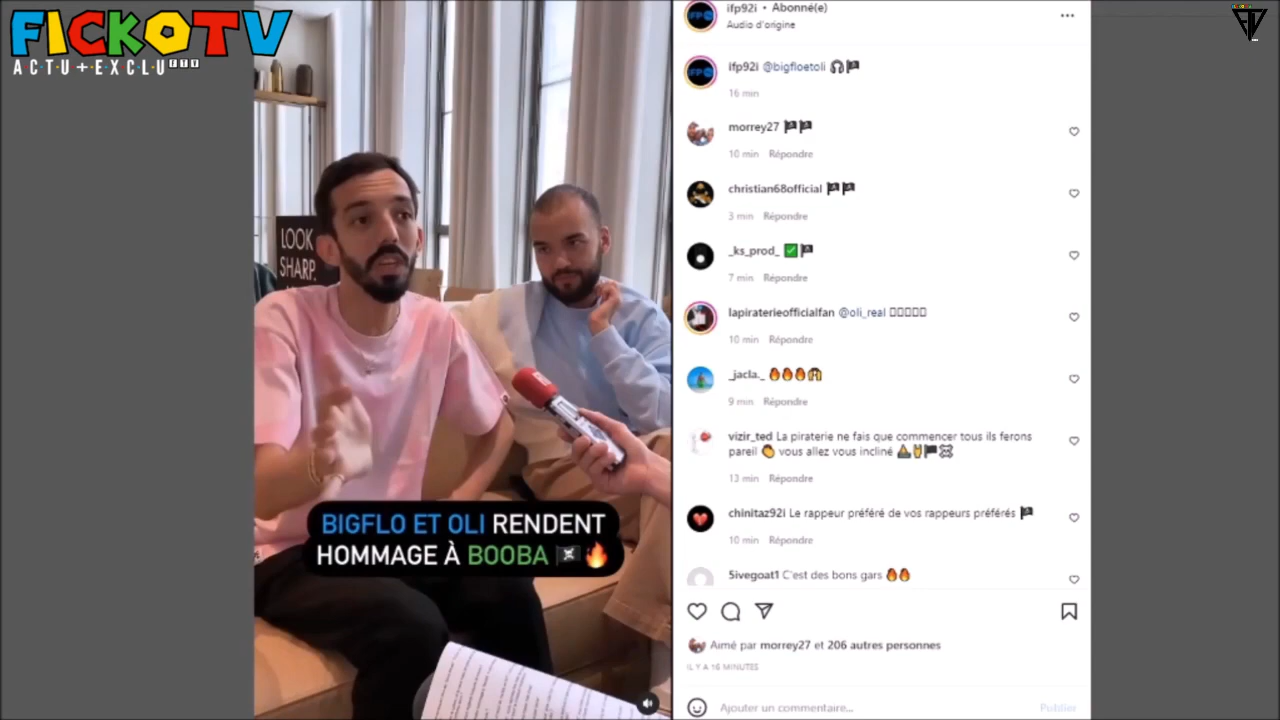 FICKOTV
ACTU+EXCLU
LOOK
SHARP.
BIGFLO ET OLI RENDENT
HOMMAGE À BOOBA 🏴‍☠️🔥
ifp92i • Abonné(e)
Audio d'origine
ifp92i @bigfloetoli 🎧🏴
16 min
morrey27 🏴🏴
10 min Répondre
christian68official 🏴🏴
3 min Répondre
_ks_prod_ ✅🏴
7 min Répondre
lapiraterieofficialfan @oli_real
10 min Répondre
_jacla._ 🔥🔥🔥
9 min Répondre
vizir_ted La piraterie ne fais que commencer tous ils ferons
pareil 👏 vous allez vous incliné
13 min Répondre
chinitaz92i Le rappeur préféré de vos rappeurs préférés 🏴
10 min Répondre
5ivegoat1 C'est des bons gars 🔥🔥
Aimé par morrey27 et 206 autres personnes
IL Y A 16 MINUTES
Ajouter un commentaire...
Publier